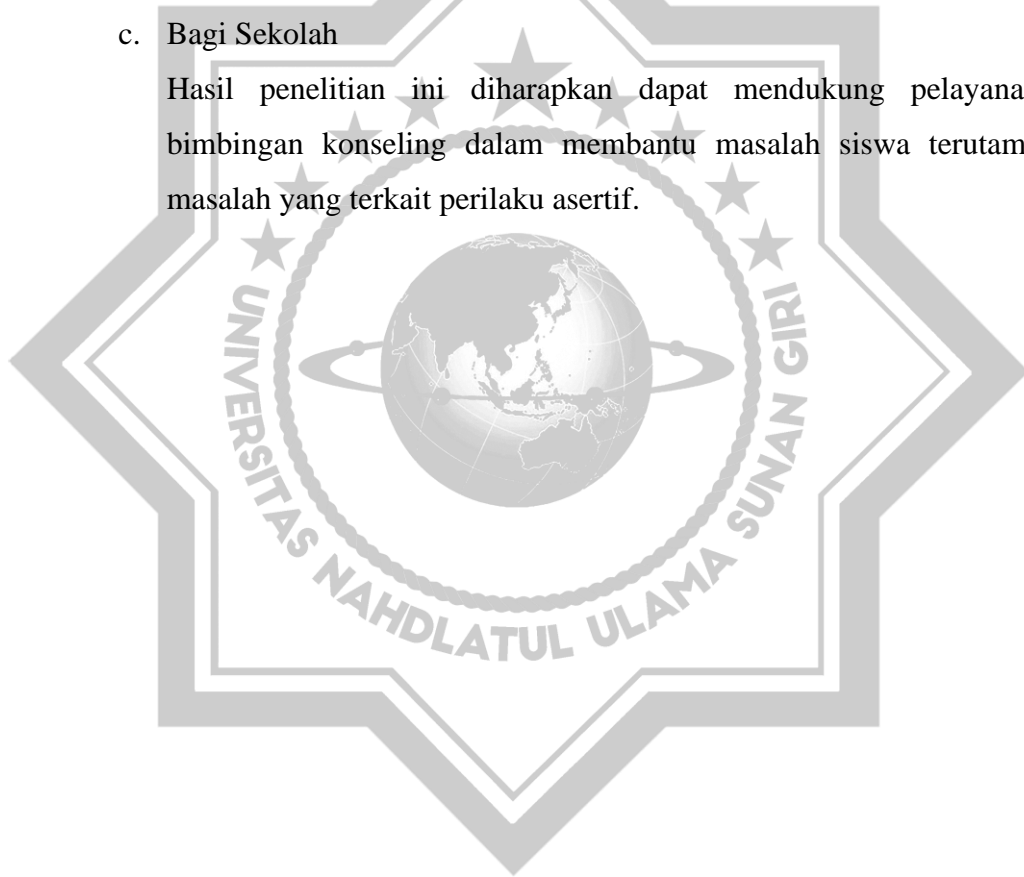 c. Bagi Sekolah
Hasil penelitian ini diharapkan dapat mendukung pelayana
bimbingan konseling dalam membantu masalah siswa terutam
masalah yang terkait perilaku asertif.
UNIVERSITAS NAHDLATUL ULAMA SUNAN GIRI